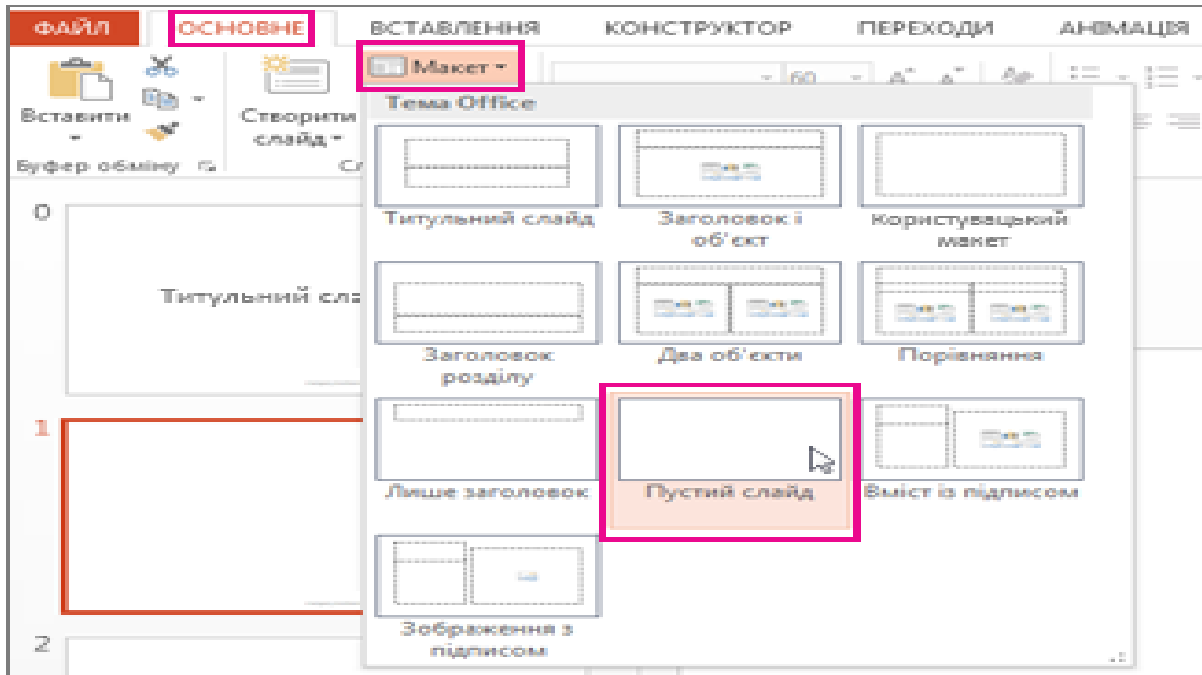 ФАЙЛ ОСНОВНЕ ВСТАВЛЕННЯ КОНСТРУКТОР ПЕРЕХОДИ АНІМАЦІЯ
Макет
60
Вставити
Створити
слайд
Буфер обміну
Сл
Тема Office
Титульний слайд
Заголовок і
об'єкт
Користувацький
макет
Заголовок
розділу
Два об'єкти
Порівняння
Лише заголовок
Пустий слайд
Вміст із підписом
Зображення з
підписом
0
Титульний сла
1
2